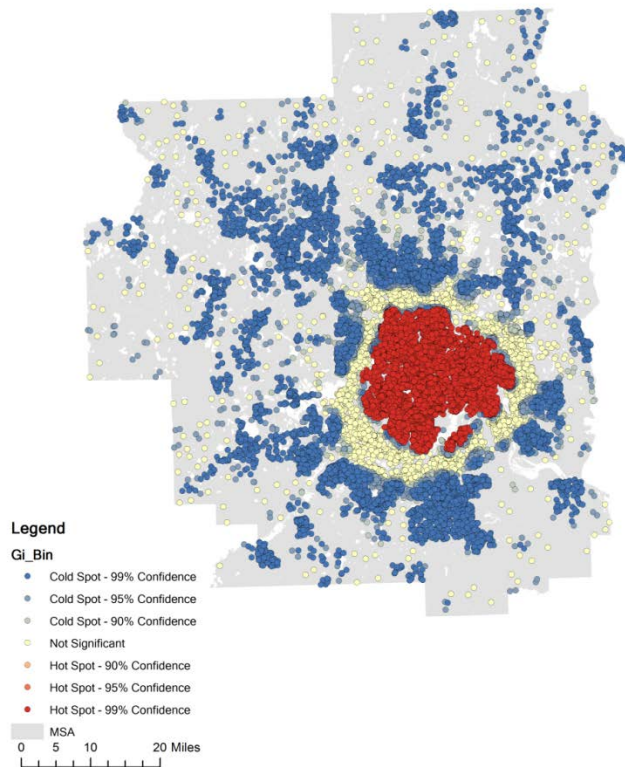 Legend
Gi_Bin
Cold Spot - 99% Confidence
Cold Spot - 95% Confidence
Cold Spot - 90% Confidence
Not Significant
Hot Spot - 90% Confidence
Hot Spot - 95% Confidence
Hot Spot - 99% Confidence
MSA
0 5 10 20 Miles